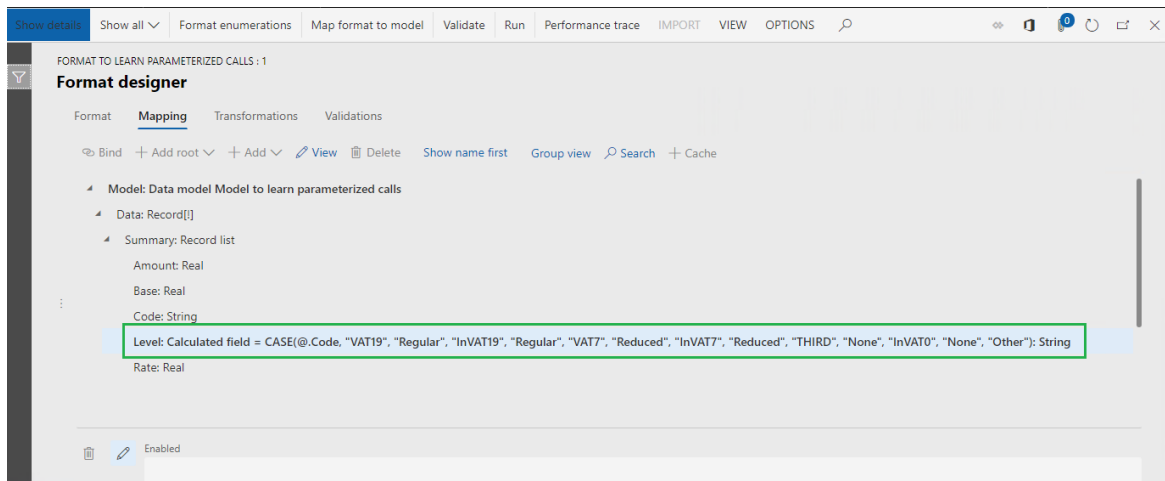 Show details Show all Format enumerations Map format to model Validate Run Performance trace IMPORT VIEW OPTIONS 0
FORMAT TO LEARN PARAMETERIZED CALLS : 1
Format designer
Format Mapping Transformations Validations
Bind Add root Add View Delete Show name first Group view Search Cache
Model: Data model Model to learn parameterized calls
Data: Record[!]
Summary: Record list
Amount: Real
Base: Real
Code: String
Level: Calculated field = CASE(@.Code, "VAT19", "Regular", "InVAT19", "Regular", "VAT7", "Reduced", "InVAT7", "Reduced", "THIRD", "None", "InVAT0", "None", "Other"): String
Rate: Real
Enabled